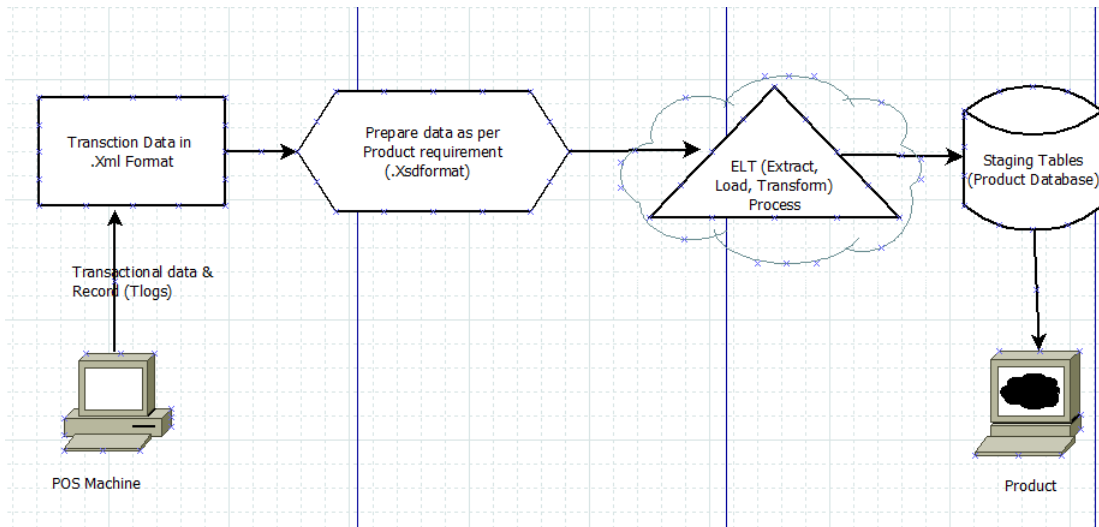 Transction Data in
.Xml Format
Prepare data as per
Product requirement
(.Xsdformat)
ELT (Extract,
Load, Transform)
Process
Staging Tables
(Product Database)
Transactional data &
Record (Tlogs)
POS Machine
Product